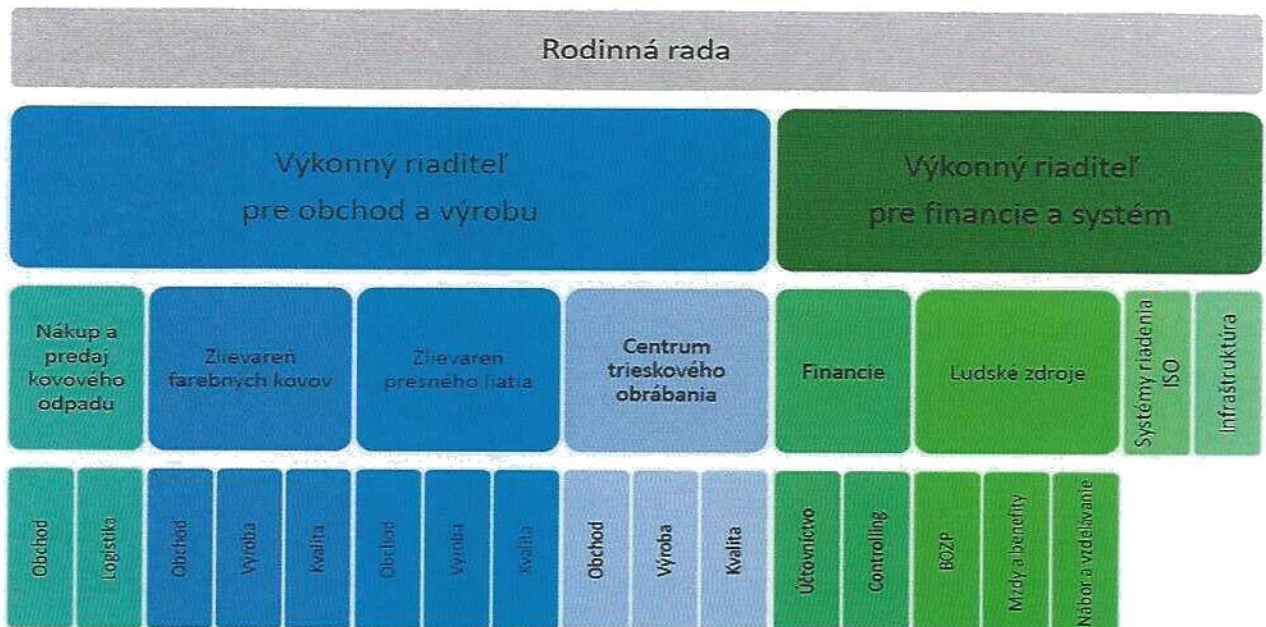 Rodinná rada
Výkonný riaditeľ
pre obchod a výrobu
Výkonný riaditeľ
pre financie a systém
Nákup a
predaj
kovového
odpadu
Zlievareň
farebných kovov
Zlievareň
presného liatia
Centrum
trieskového
obrábania
Financie
Ľudské zdroje
Systémy riadenia
ISO
Infraštruktúra
Obchod
Logistika
Obchod
Výroba
Kvalita
Obchod
Výroba
Kvalita
Obchod
Výroba
Kvalita
Účtovníctvo
Controlling
BOZP
Mzdy a benefity
Nábor a vzdelávanie